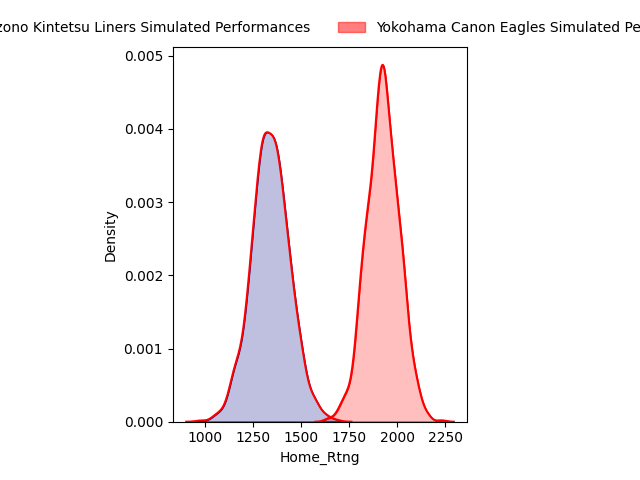 zono Kintetsu Liners Simulated Performances Yokohama Canon Eagles Simulated Pe
0.005
0.004
0.003
0.002
0.001
0.000
Density
1000 1250 1500 1750 2000 2250
Home_Rtng